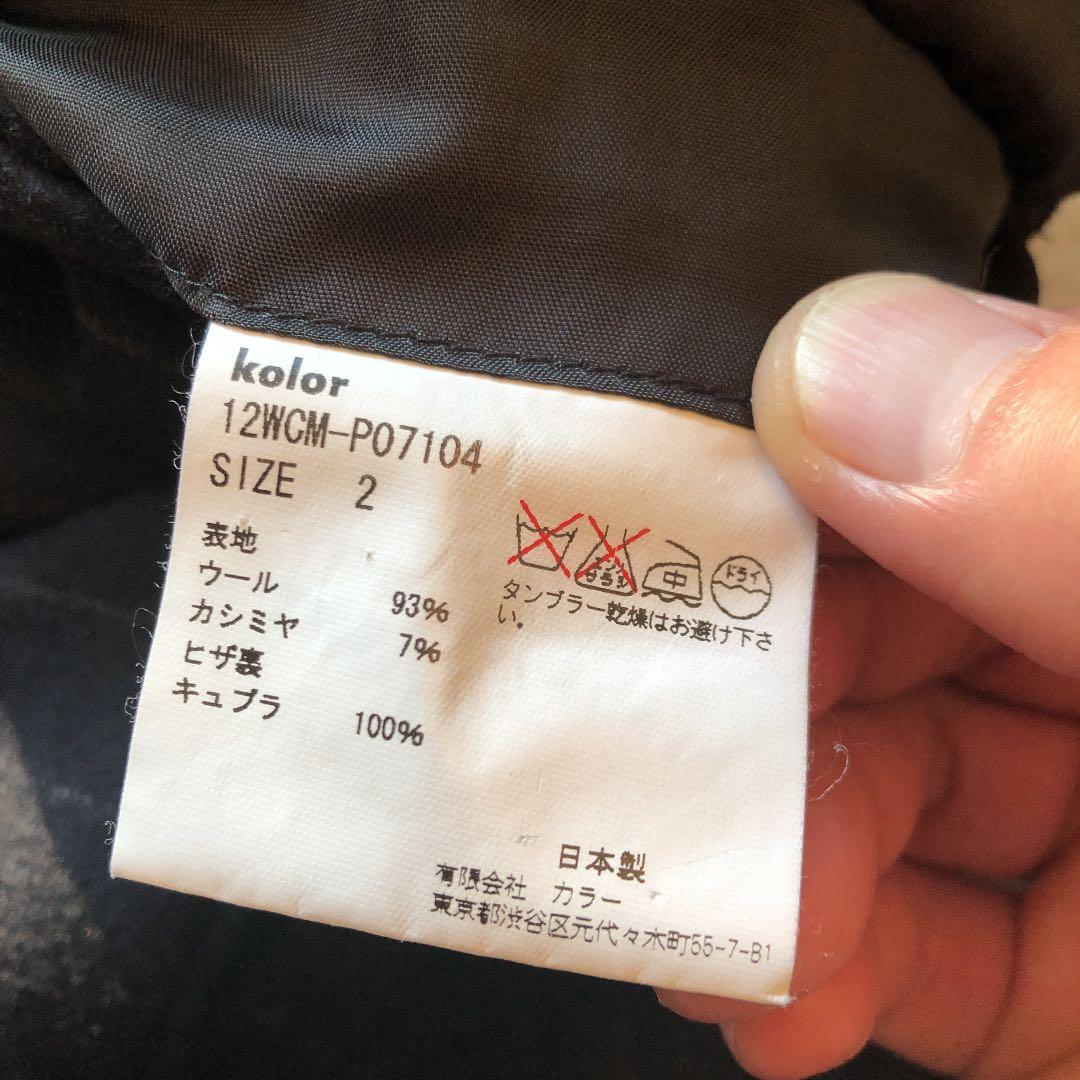 kolor
12WCM-P07104
SIZE 2
表地
ウール 93%
カシミヤ 7%
ヒザ裏
キュプラ 100%
中
ドライ
タンブラー乾燥はお避け下さ
い。
日本製
有限会社 カラー
東京都渋谷区元代々木町55-7-B1